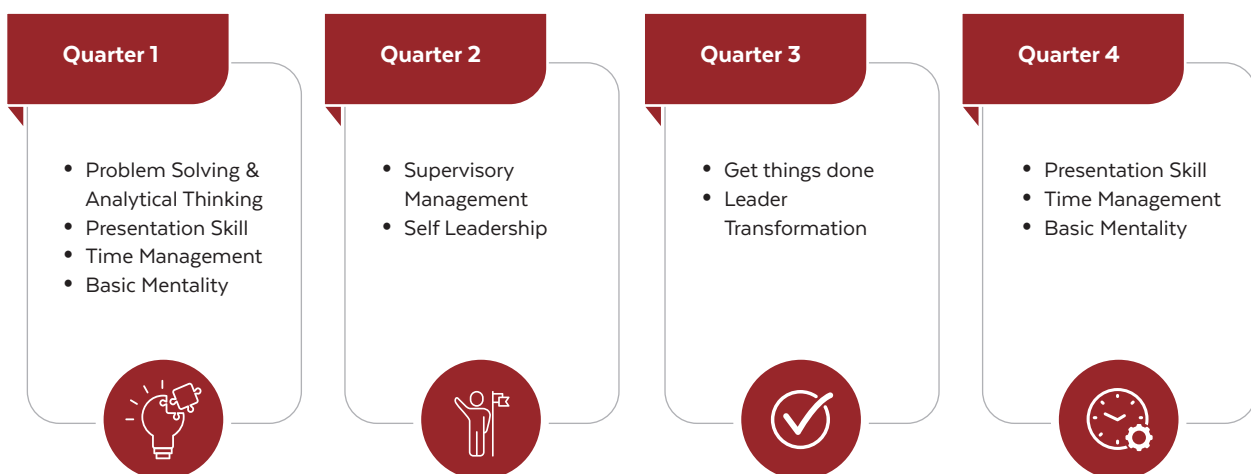 Quarter 1
• Problem Solving &
Analytical Thinking
• Presentation Skill
• Time Management
• Basic Mentality
Quarter 2
• Supervisory
Management
• Self Leadership
Quarter 3
• Get things done
• Leader
Transformation
Quarter 4
• Presentation Skill
• Time Management
• Basic Mentality